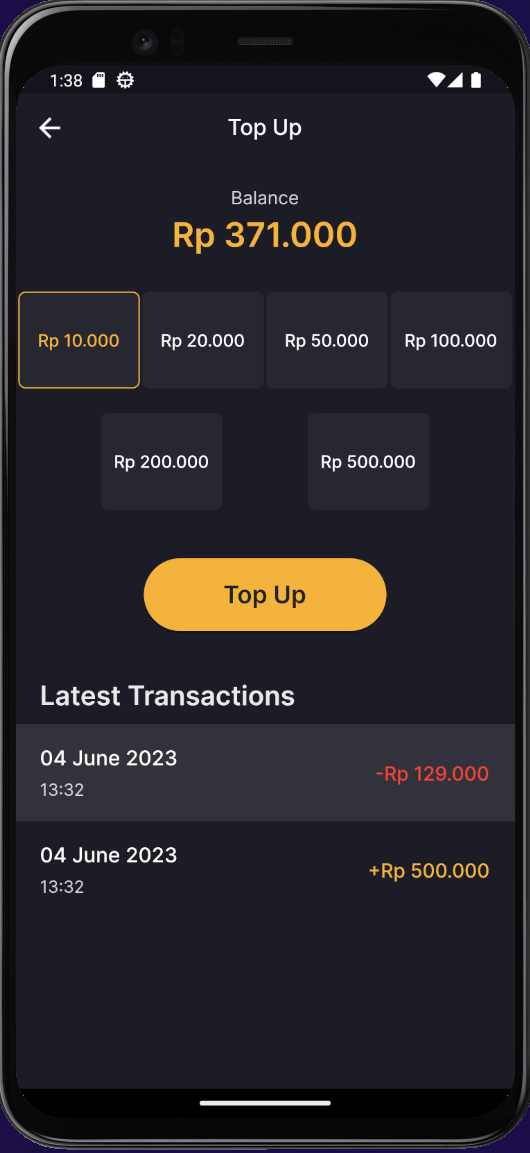 1:38
Top Up
Balance
Rp 371.000
Rp 10.000 Rp 20.000 Rp 50.000 Rp 100.000
Rp 200.000 Rp 500.000
Top Up
Latest Transactions
04 June 2023
-Rp 129.000
13:32
04 June 2023
+Rp 500.000
13:32